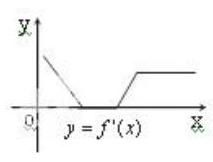 y
0
x
y = f'(x)